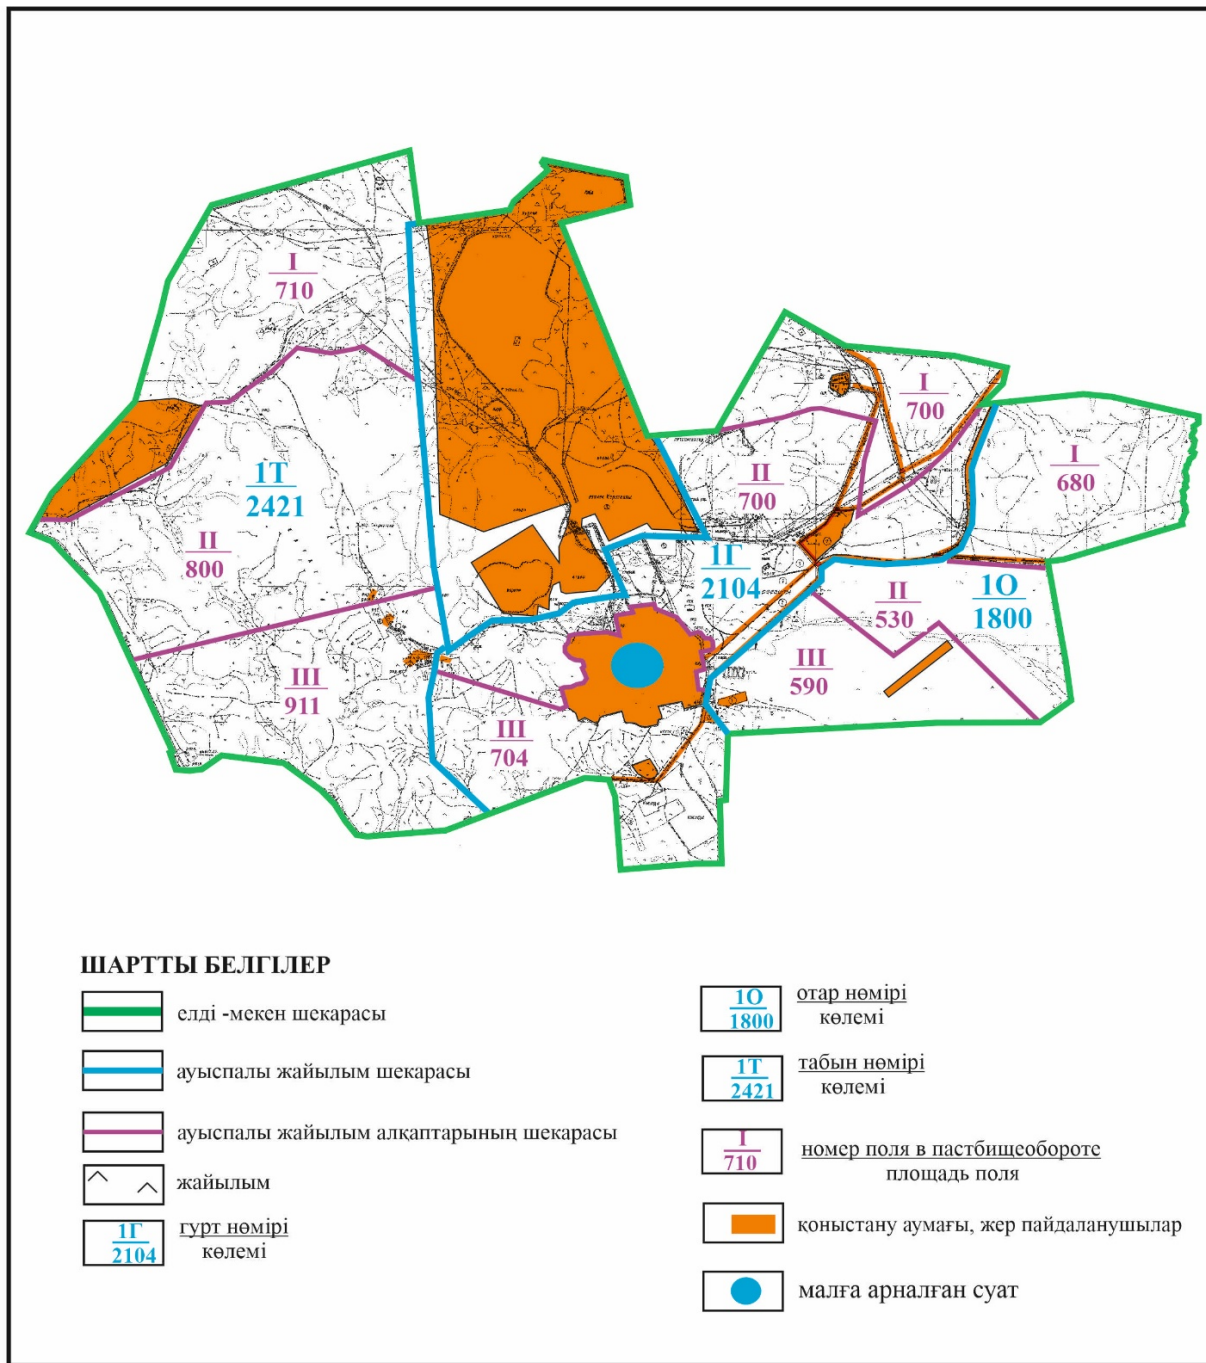 I
710
1Т
2421
II
800
III
911
I
700
II
700
I
680
1Г
2104
II
530
1О
1800
III
590
III
704
ШАРТТЫ БЕЛГІЛЕР
елді -мекен шекарасы
ауыспалы жайылым шекарасы
ауыспалы жайылым алқаптарының шекарасы
жайылым
1Г
2104
гурт нөмірі
көлемі
1О
1800
отар нөмірі
көлемі
1Т
2421
табын нөмірі
көлемі
I
710
номер поля в пастбищеобороте
площадь поля
қоныстану аумағы, жер пайдаланушылар
малға арналған суат